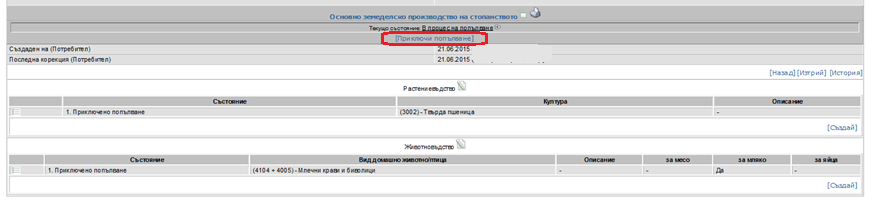 Основно земеделско производство на стопанството
Текущо състояние: В процес на попълване
[Приключи попълване]
Създаден на (Потребител) 21.06.2015
Последна корекция (Потребител) 21.06.2015
[Назад] [Изтрий] [История]
Растениевъдство
Състояние Култура Описание
1. Приключено попълване (3002) - Твърда пшеница -
[Създай]
Животновъдство
Състояние Вид домашно животно/птица Описание за месо за мляко за яйца
1. Приключено попълване (4104 + 4005) - Млечни крави и биволици - - Да -
[Създай]